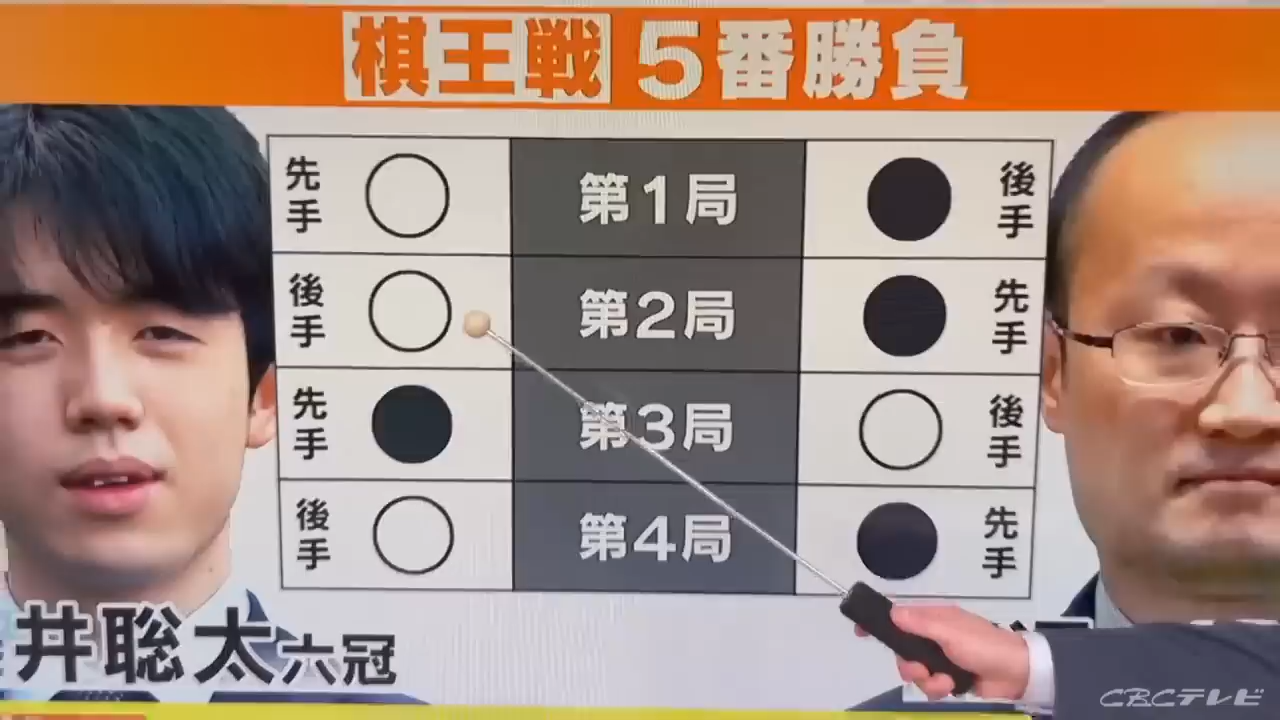 棋王戦 5番勝負
先手 第1局 後手
後手 第2局 先手
先手 第3局 後手
後手 第4局 先手
井聡太六冠
CBCテレビ